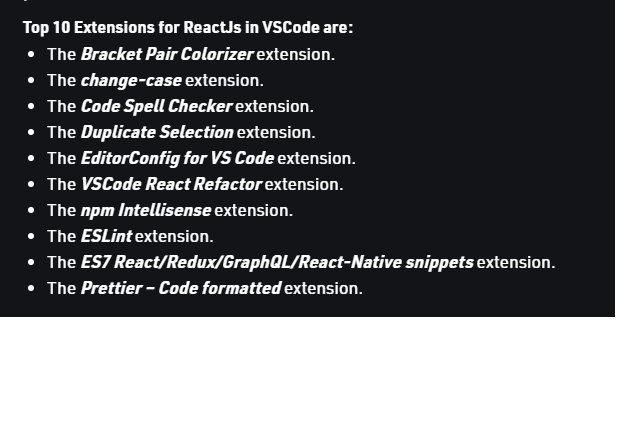 Top 10 Extensions for ReactJs in VSCode are:
• The Bracket Pair Colorizer extension.
• The change-case extension.
• The Code Spell Checker extension.
• The Duplicate Selection extension.
• The EditorConfig for VS Code extension.
• The VSCode React Refactor extension.
• The npm Intellisense extension.
• The ESLint extension.
• The ES7 React/Redux/GraphQL/React-Native snippets extension.
• The Prettier – Code formatted extension.